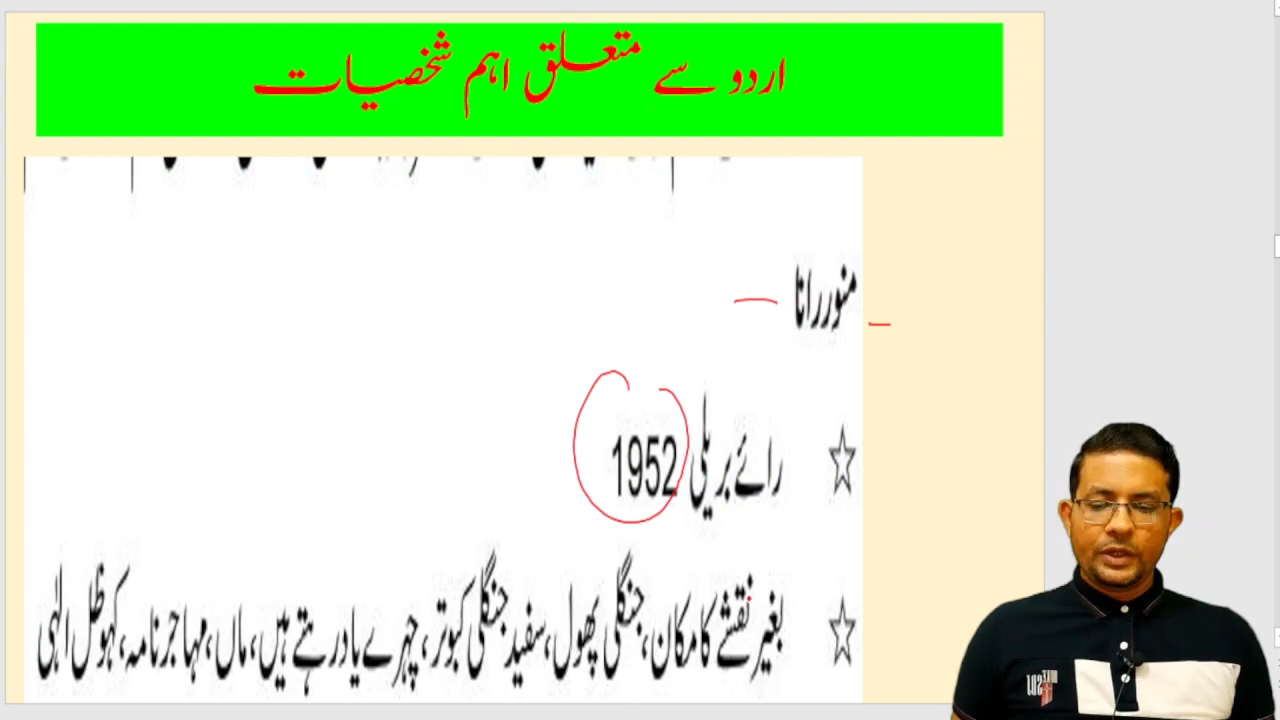 اردو سے متعلق اہم شخصیات
منور رانا
☆ رائے بریلی 1952
☆ بغیر نقشے کا مکان، جنگلی پھول، سفید جنگلی کبوتر، چہرے یاد رہتے ہیں، ماں، مہاجر نامہ، کہو ظل الٰہی